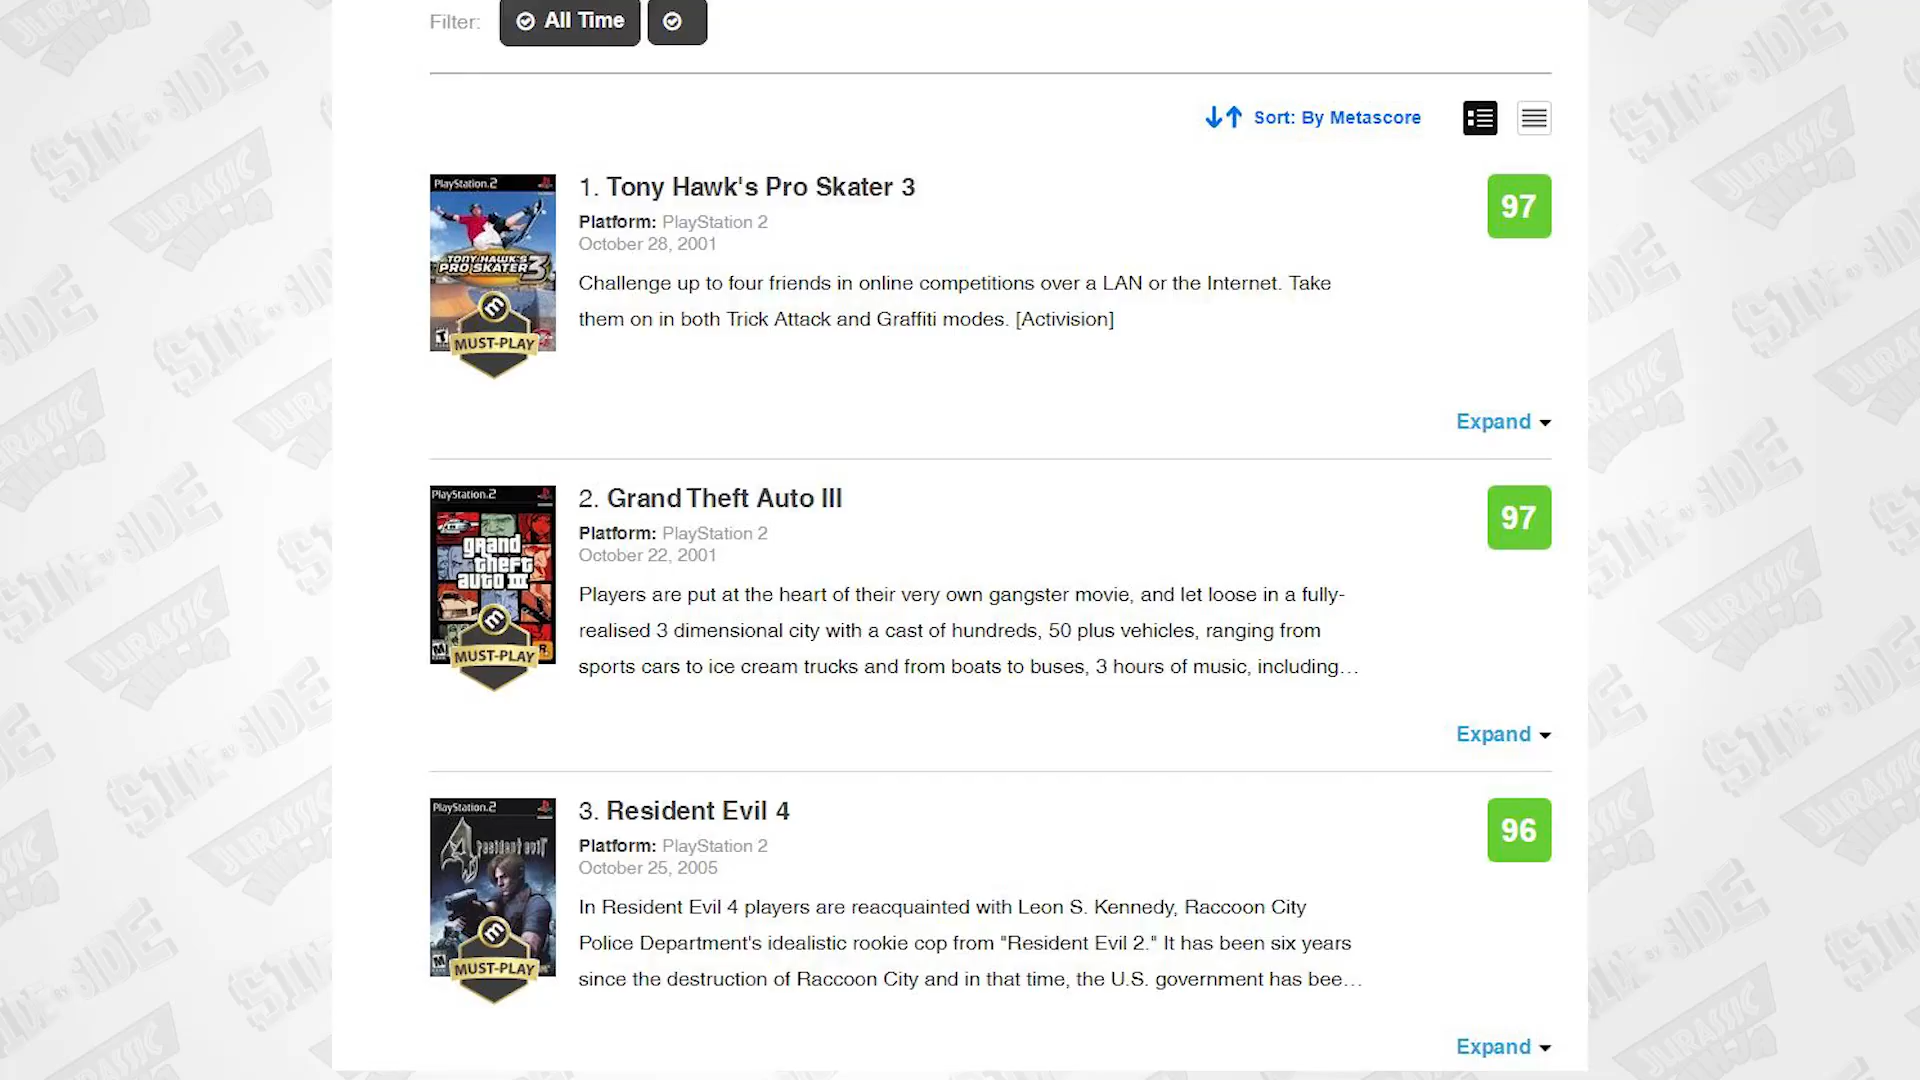 Filter:
All Time
Sort: By Metascore
PlayStation.2
TONY HAWK'S
PRO SKATER 3
MUST-PLAY
1. Tony Hawk's Pro Skater 3
Platform: PlayStation 2
October 28, 2001
Challenge up to four friends in online competitions over a LAN or the Internet. Take
them on in both Trick Attack and Graffiti modes. [Activision]
97
Expand
PlayStation.2
grand
theft
auto III
MUST-PLAY
2. Grand Theft Auto III
Platform: PlayStation 2
October 22, 2001
Players are put at the heart of their very own gangster movie, and let loose in a fully-
realised 3 dimensional city with a cast of hundreds, 50 plus vehicles, ranging from
sports cars to ice cream trucks and from boats to buses, 3 hours of music, including…
97
Expand
PlayStation.2
4 resident evil
MUST-PLAY
3. Resident Evil 4
Platform: PlayStation 2
October 25, 2005
In Resident Evil 4 players are reacquainted with Leon S. Kennedy, Raccoon City
Police Department's idealistic rookie cop from "Resident Evil 2." It has been six years
since the destruction of Raccoon City and in that time, the U.S. government has bee…
96
Expand
SIDE BY SIDE
JURASSIC
NINJA